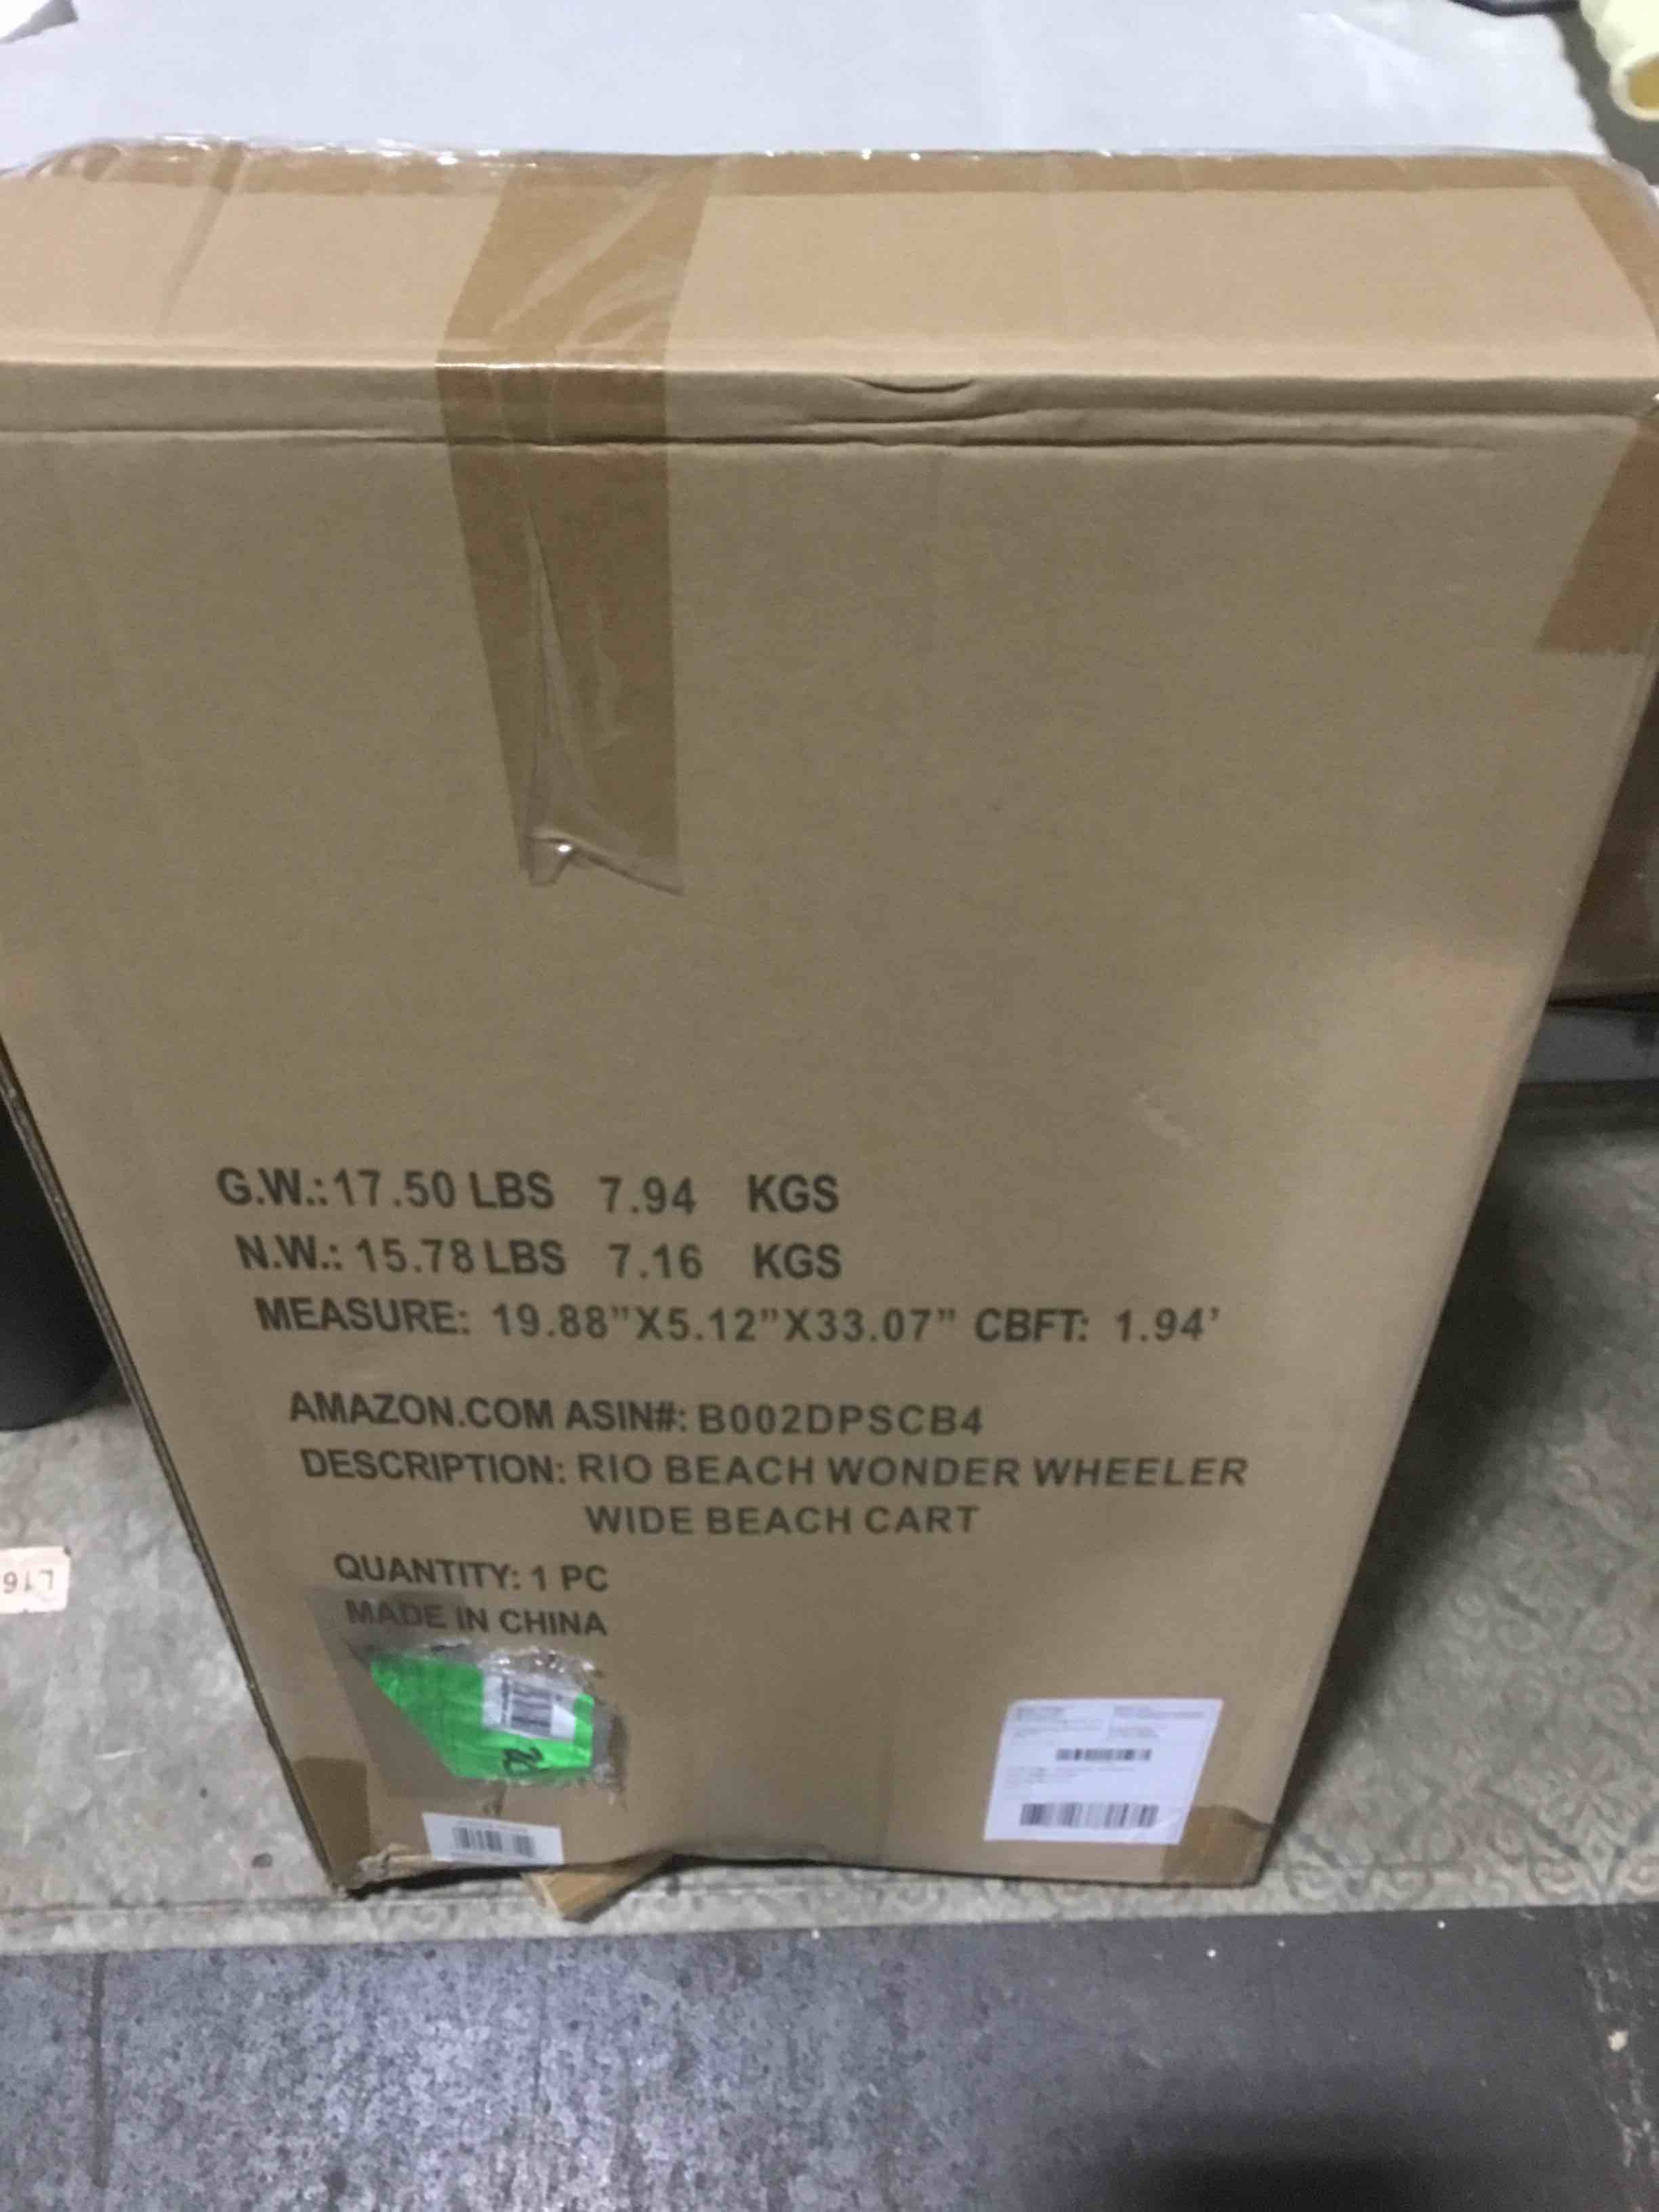 G.W.:17.50 LBS 7.94 KGS
N.W.: 15.78 LBS 7.16 KGS
MEASURE: 19.88”X5.12”X33.07” CBFT: 1.94’
AMAZON.COM ASIN#: B002DPSCB4
DESCRIPTION: RIO BEACH WONDER WHEELER
WIDE BEACH CART
QUANTITY: 1 PC
MADE IN CHINA
L16